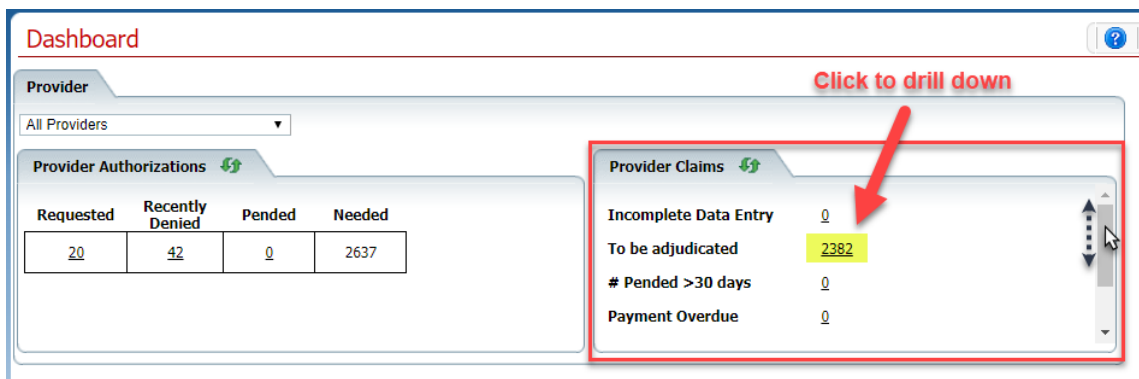 Dashboard
Click to drill down
Provider
All Providers
Provider Authorizations
Requested Recently Denied Pended Needed
20 42 0 2637
Provider Claims
Incomplete Data Entry 0
To be adjudicated 2382
# Pended >30 days 0
Payment Overdue 0